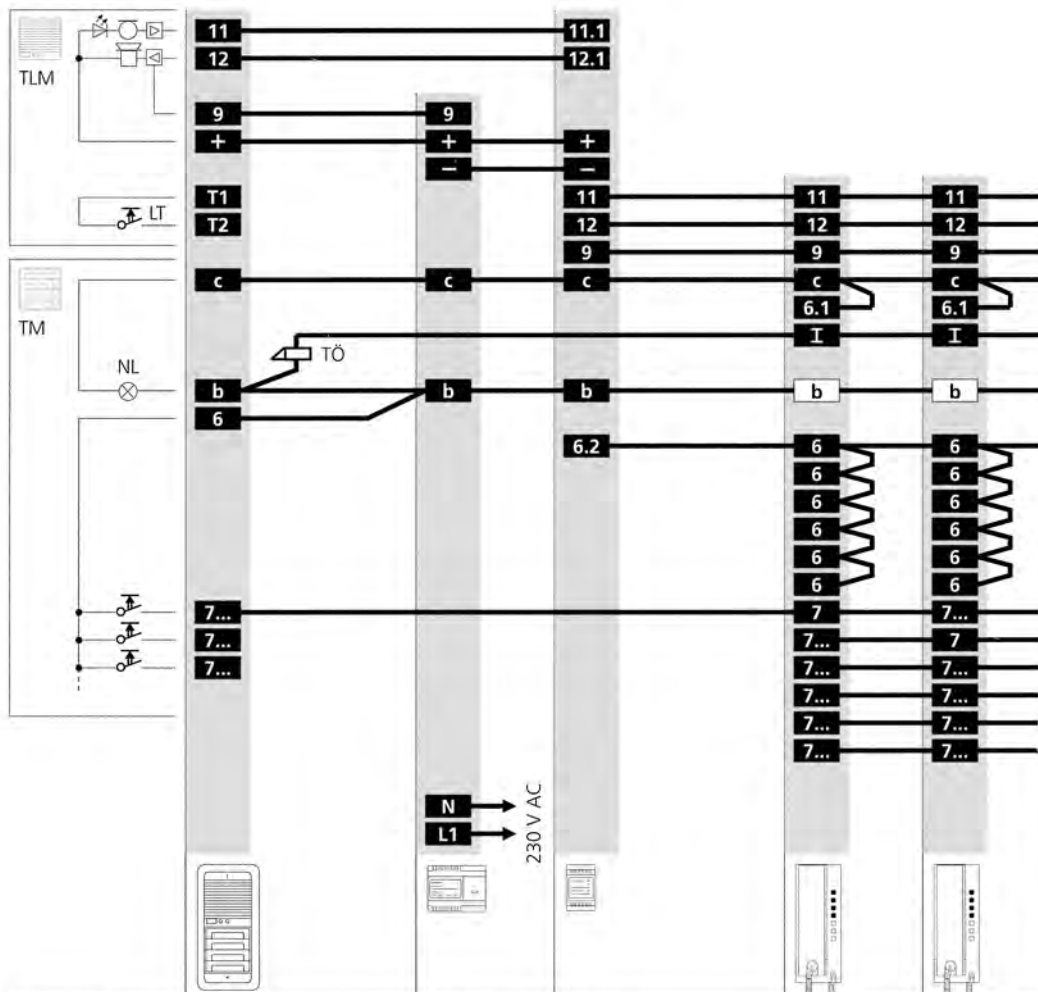 11 11.1
TLM 12 12.1
9 9
+ + +
− −
T1 11 11 11
LT T2 12 12 12
9 9 9
c c c c c
TM 6.1 6.1
I I
TÖ
NL b b b b b
6
6.2 6 6
6 6
6 6
6 6
6 6
6 6
7... 7 7...
7... 7... 7
7... 7... 7...
7... 7...
7... 7...
7... 7...
N
L1
230 V AC